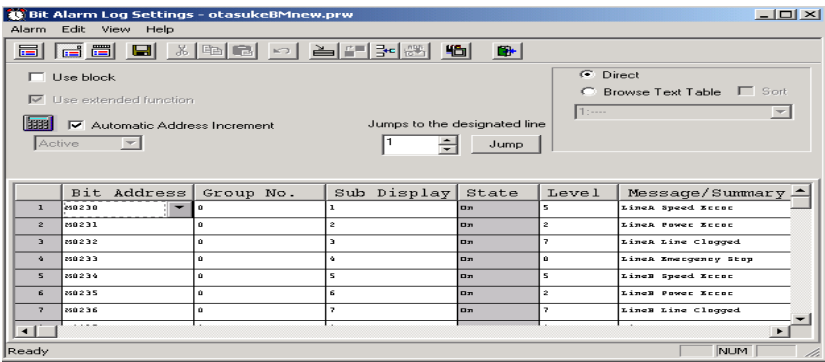 Bit Alarm Log Settings - otasukeBMnew.prw
Alarm Edit View Help
Use block
Use extended function
Automatic Address Increment
Active
Jumps to the designated line
1 Jump
Direct
Browse Text Table Sort
1:----
Bit Address Group No. Sub Display State Level Message/Summary
1 M0230 0 1 On 5 LineA Speed Error
2 M0231 0 2 On 2 LineA Power Error
3 M0232 0 3 On 7 LineA Line Clogged
4 M0233 0 4 On 0 LineA Emergency Stop
5 M0234 0 5 On 5 LineB Speed Error
6 M0235 0 6 On 2 LineB Power Error
7 M0236 0 7 On 7 LineB Line Clogged
Ready NUM